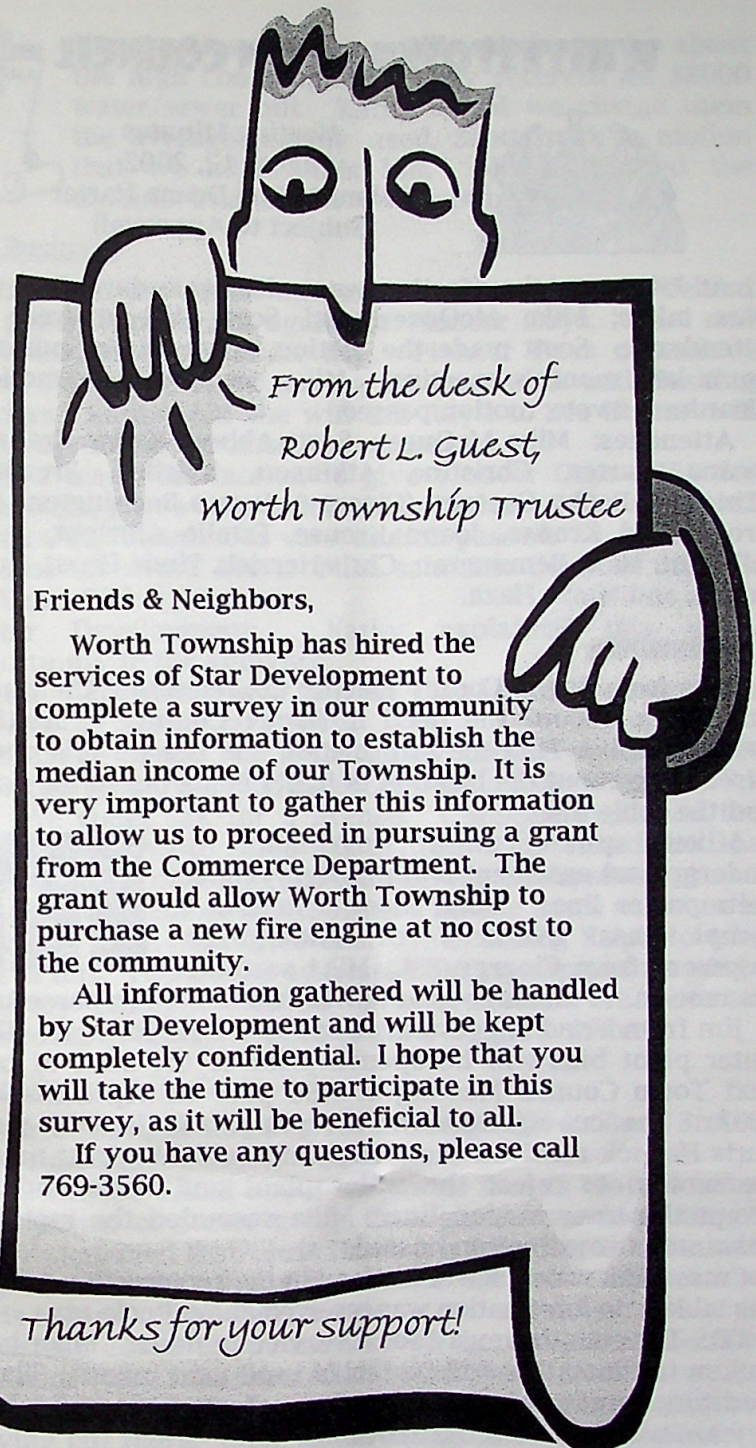 From the desk of
Robert L. Guest,
Worth Township Trustee
Friends & Neighbors,
Worth Township has hired the
services of Star Development to
complete a survey in our community
to obtain information to establish the
median income of our Township. It is
very important to gather this information
to allow us to proceed in pursuing a grant
from the Commerce Department. The
grant would allow Worth Township to
purchase a new fire engine at no cost to
the community.
All information gathered will be handled
by Star Development and will be kept
completely confidential. I hope that you
will take the time to participate in this
survey, as it will be beneficial to all.
If you have any questions, please call
769-3560.
Thanks for your support!